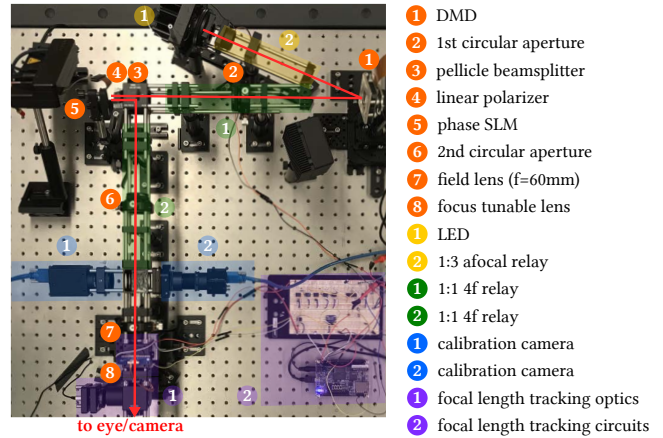 1 DMD
2 1st circular aperture
3 pellicle beamsplitter
4 linear polarizer
5 phase SLM
6 2nd circular aperture
7 field lens (f=60mm)
8 focus tunable lens
1 LED
2 1:3 afocal relay
1 1:1 4f relay
2 1:1 4f relay
1 calibration camera
2 calibration camera
1 focal length tracking optics
2 focal length tracking circuits
1
2
1
4 3
2
5
1
6
2
1
2
7
8
1
2
to eye/camera